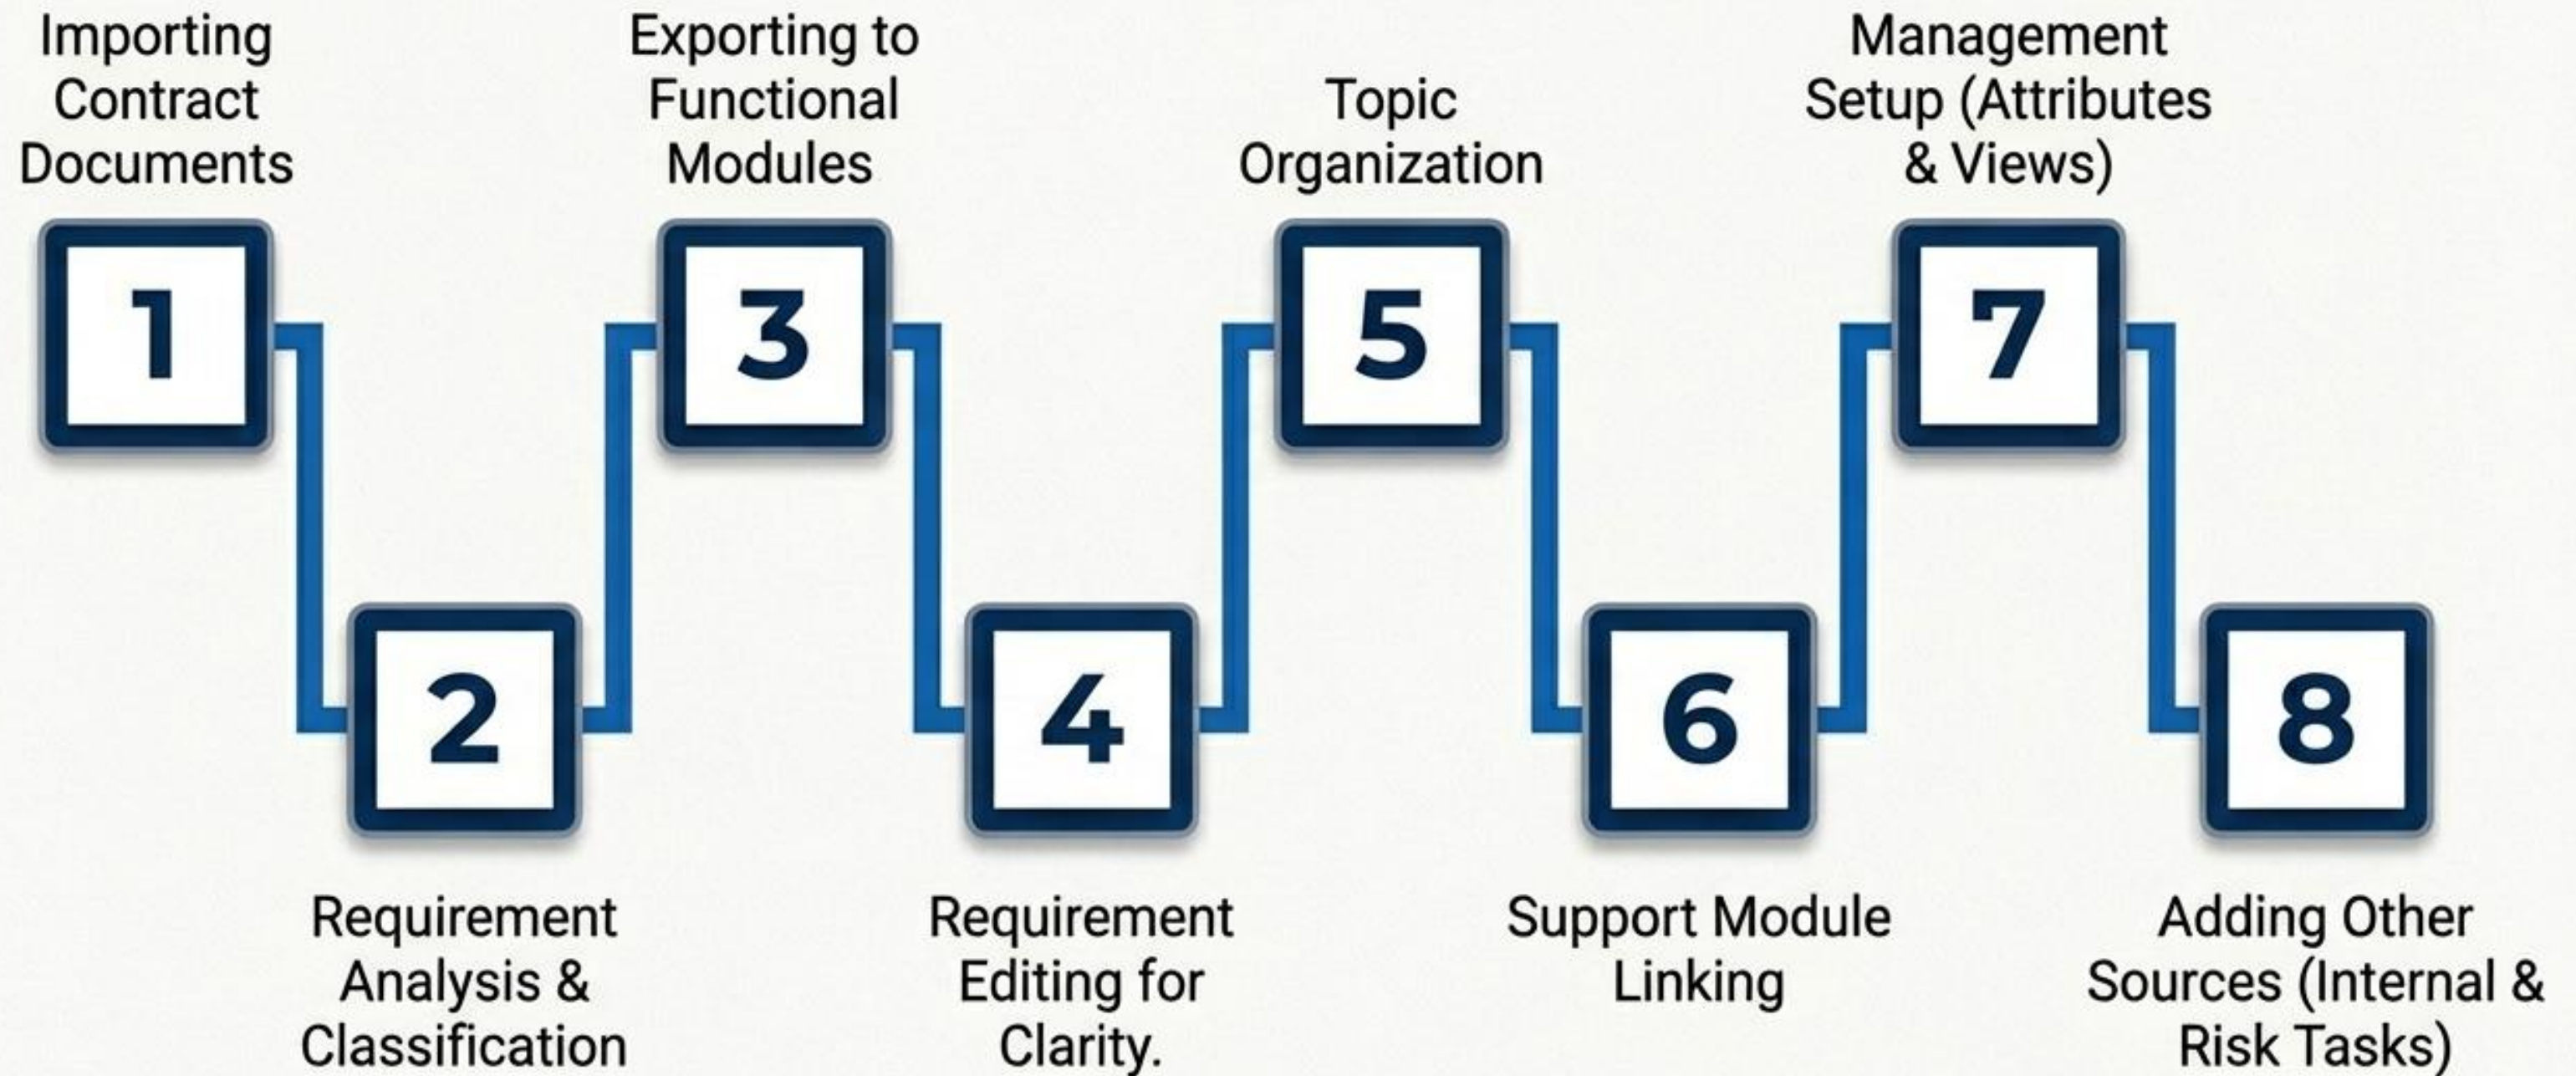 Importing
Contract
Documents
1
2
Requirement
Analysis &
Classification
Exporting to
Functional
Modules
3
4
Requirement
Editing for
Clarity.
Topic
Organization
5
6
Support Module
Linking
Management
Setup (Attributes
& Views)
7
8
Adding Other
Sources (Internal &
Risk Tasks)